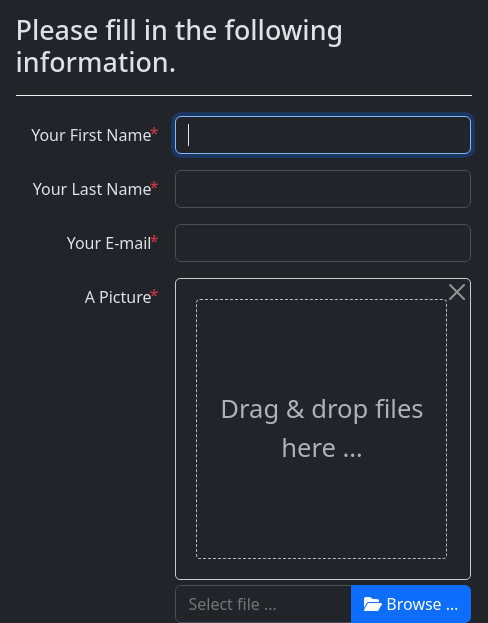 Please fill in the following
information.
Your First Name*
Your Last Name*
Your E-mail*
A Picture*
Drag & drop files
here ...
Select file ...
Browse ...